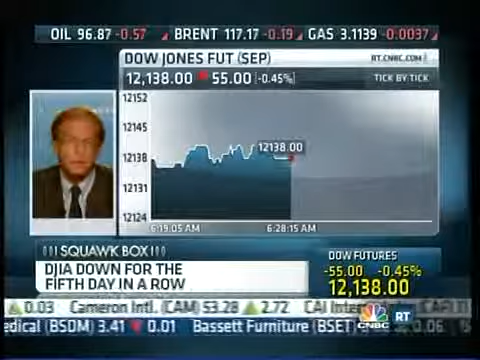 OIL 96.87 -0.57 BRENT 117.17 -0.19 GAS 3.1139 -0.0037
DOW JONES FUT (SEP) RT.CNBC.COM
12,138.00 55.00 [-0.45%] TICK BY TICK
12152
12145
12138
12131
12124
12138.00
6:19.05 AM 6:28:15 AM
SQUAWK BOX
DJIA DOWN FOR THE
FIFTH DAY IN A ROW
DOW FUTURES
-55.00 -0.45%
12,138.00
0.03 Cameron Intl. (CAM) 53.28 2.72 CAI
CNBC RT
edical (BSDM) 3.41 0.01 Bassett Furniture (BSET)